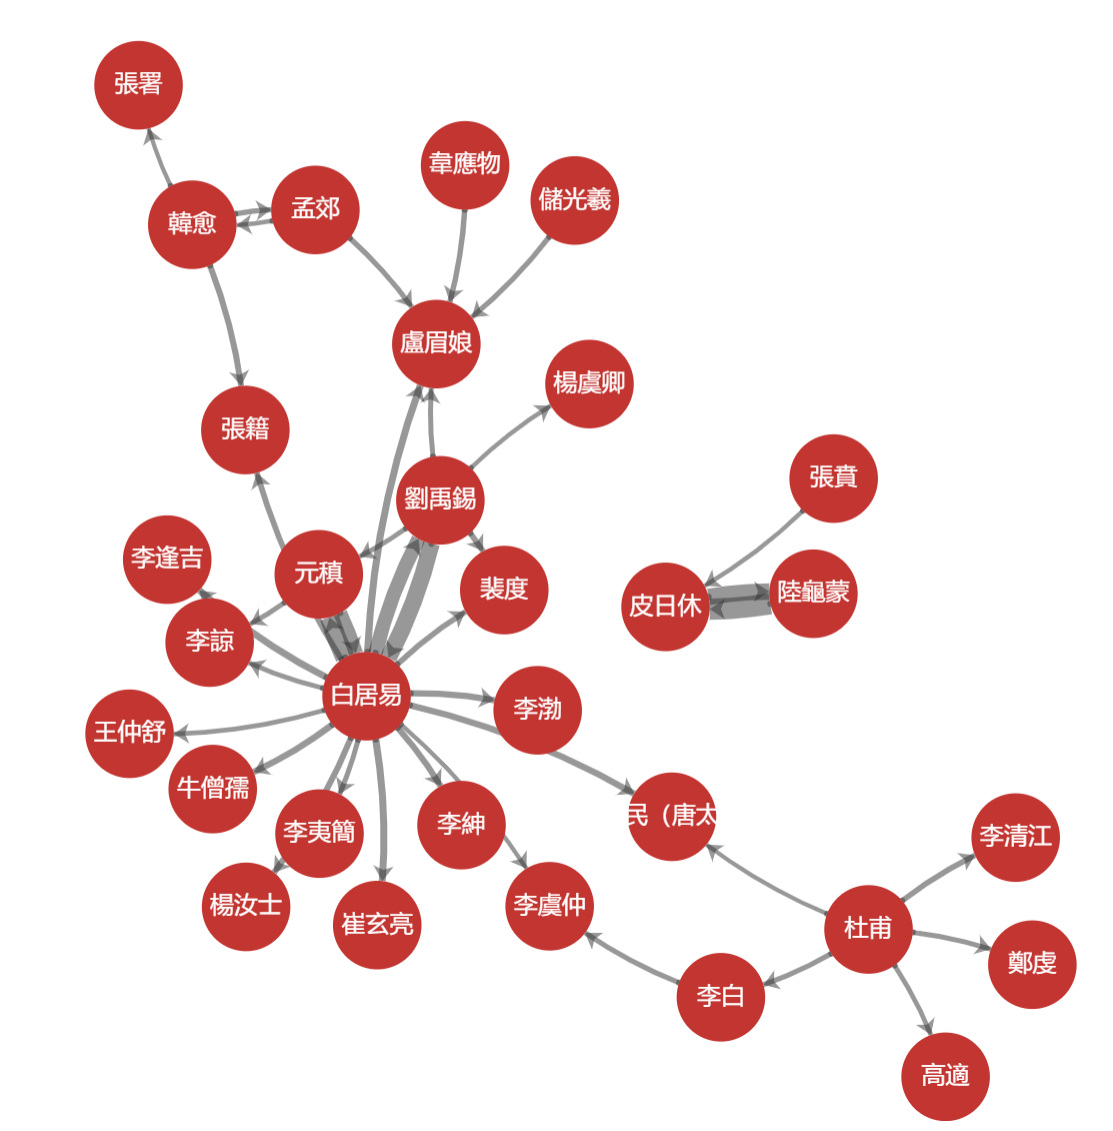 張署
韋應物
儲光羲
孟郊
韓愈
盧眉娘
楊虞卿
張籍
張賁
劉禹錫
李逢吉
元稹
裴度
陸龜蒙
皮日休
李諒
白居易
李渤
王仲舒
牛僧孺
民（唐太
李紳
李夷簡
李清江
楊汝士
李虞仲
崔玄亮
杜甫
鄭虔
李白
高適